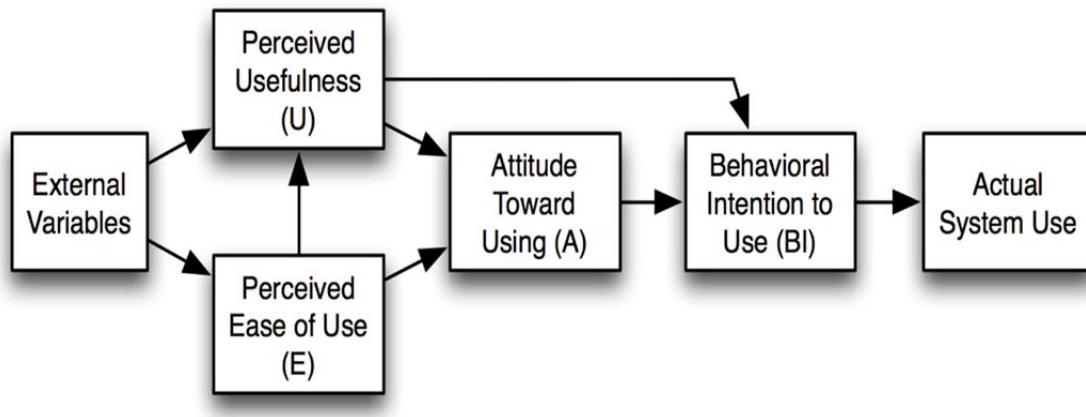 Perceived
Usefulness
(U)
External
Variables
Perceived
Ease of Use
(E)
Attitude
Toward
Using (A)
Behavioral
Intention to
Use (BI)
Actual
System Use